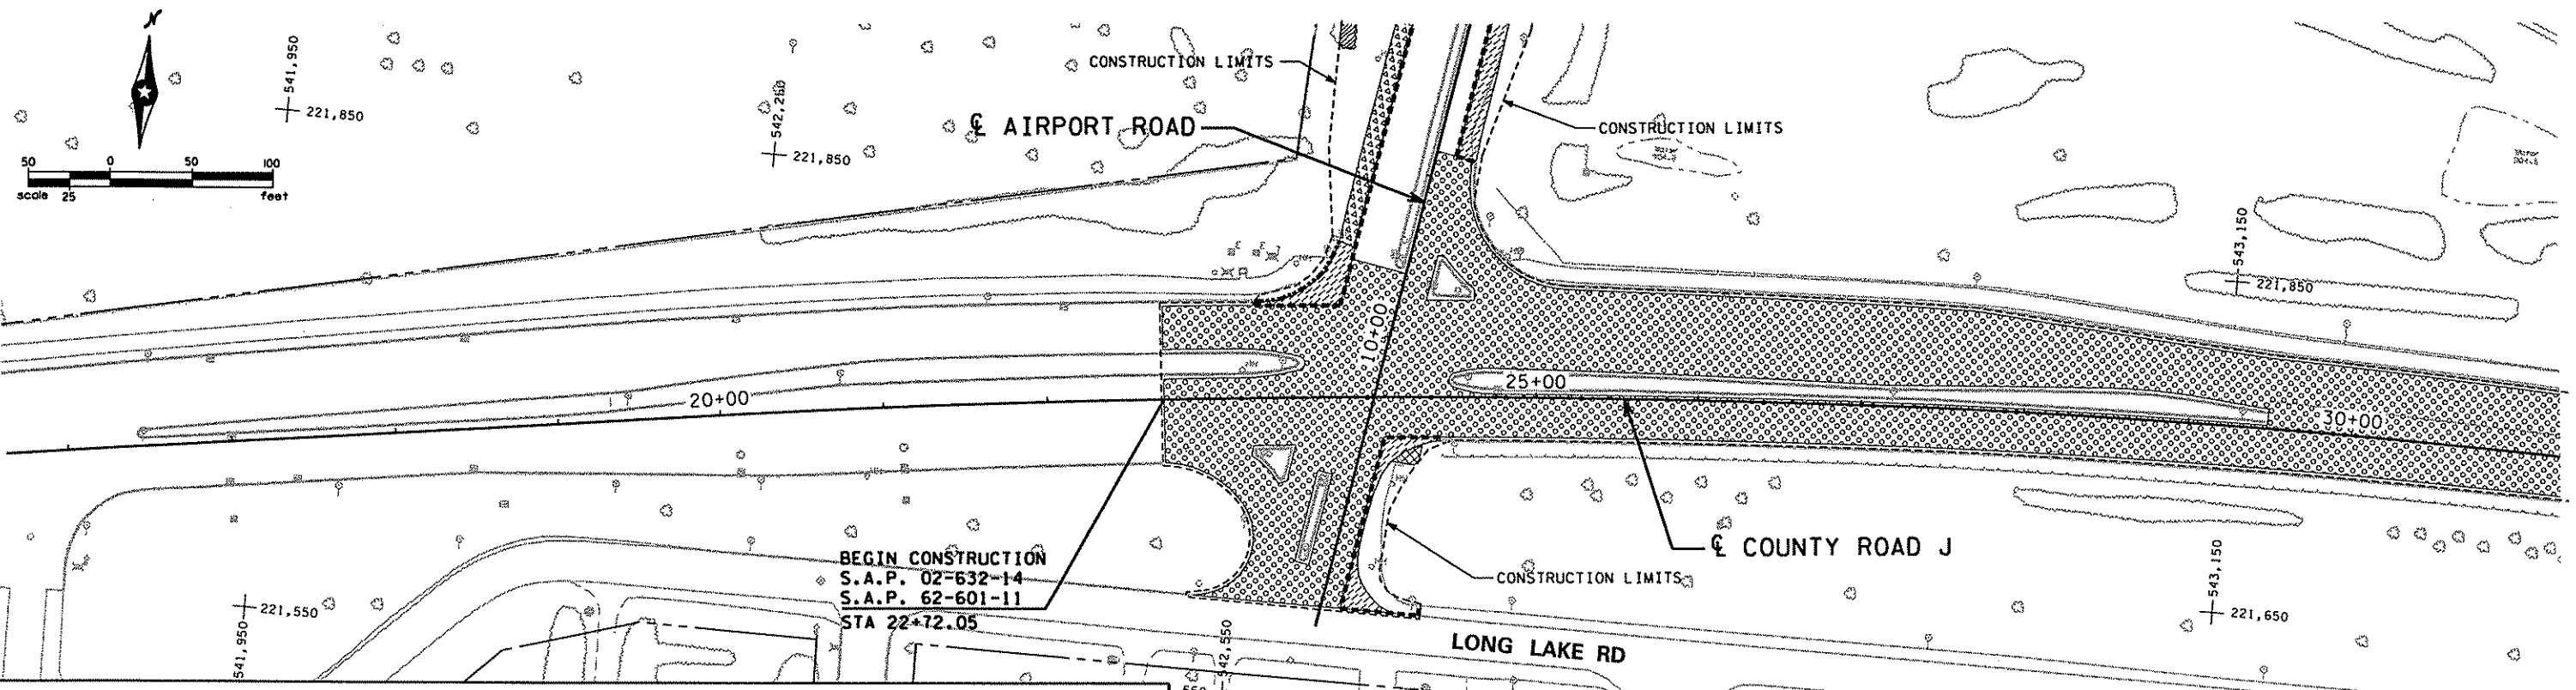 N
50 0 50 100
scale 25 feet
541,950
221,850
542,250
221,850
CONSTRUCTION LIMITS
℄ AIRPORT ROAD
CONSTRUCTION LIMITS
543,150
221,850
10+00
20+00
25+00
30+00
BEGIN CONSTRUCTION
S.A.P. 02-632-14
S.A.P. 62-601-11
STA 22+72.05
℄ COUNTY ROAD J
CONSTRUCTION LIMITS
541,950
221,550
543,150
221,650
LONG LAKE RD